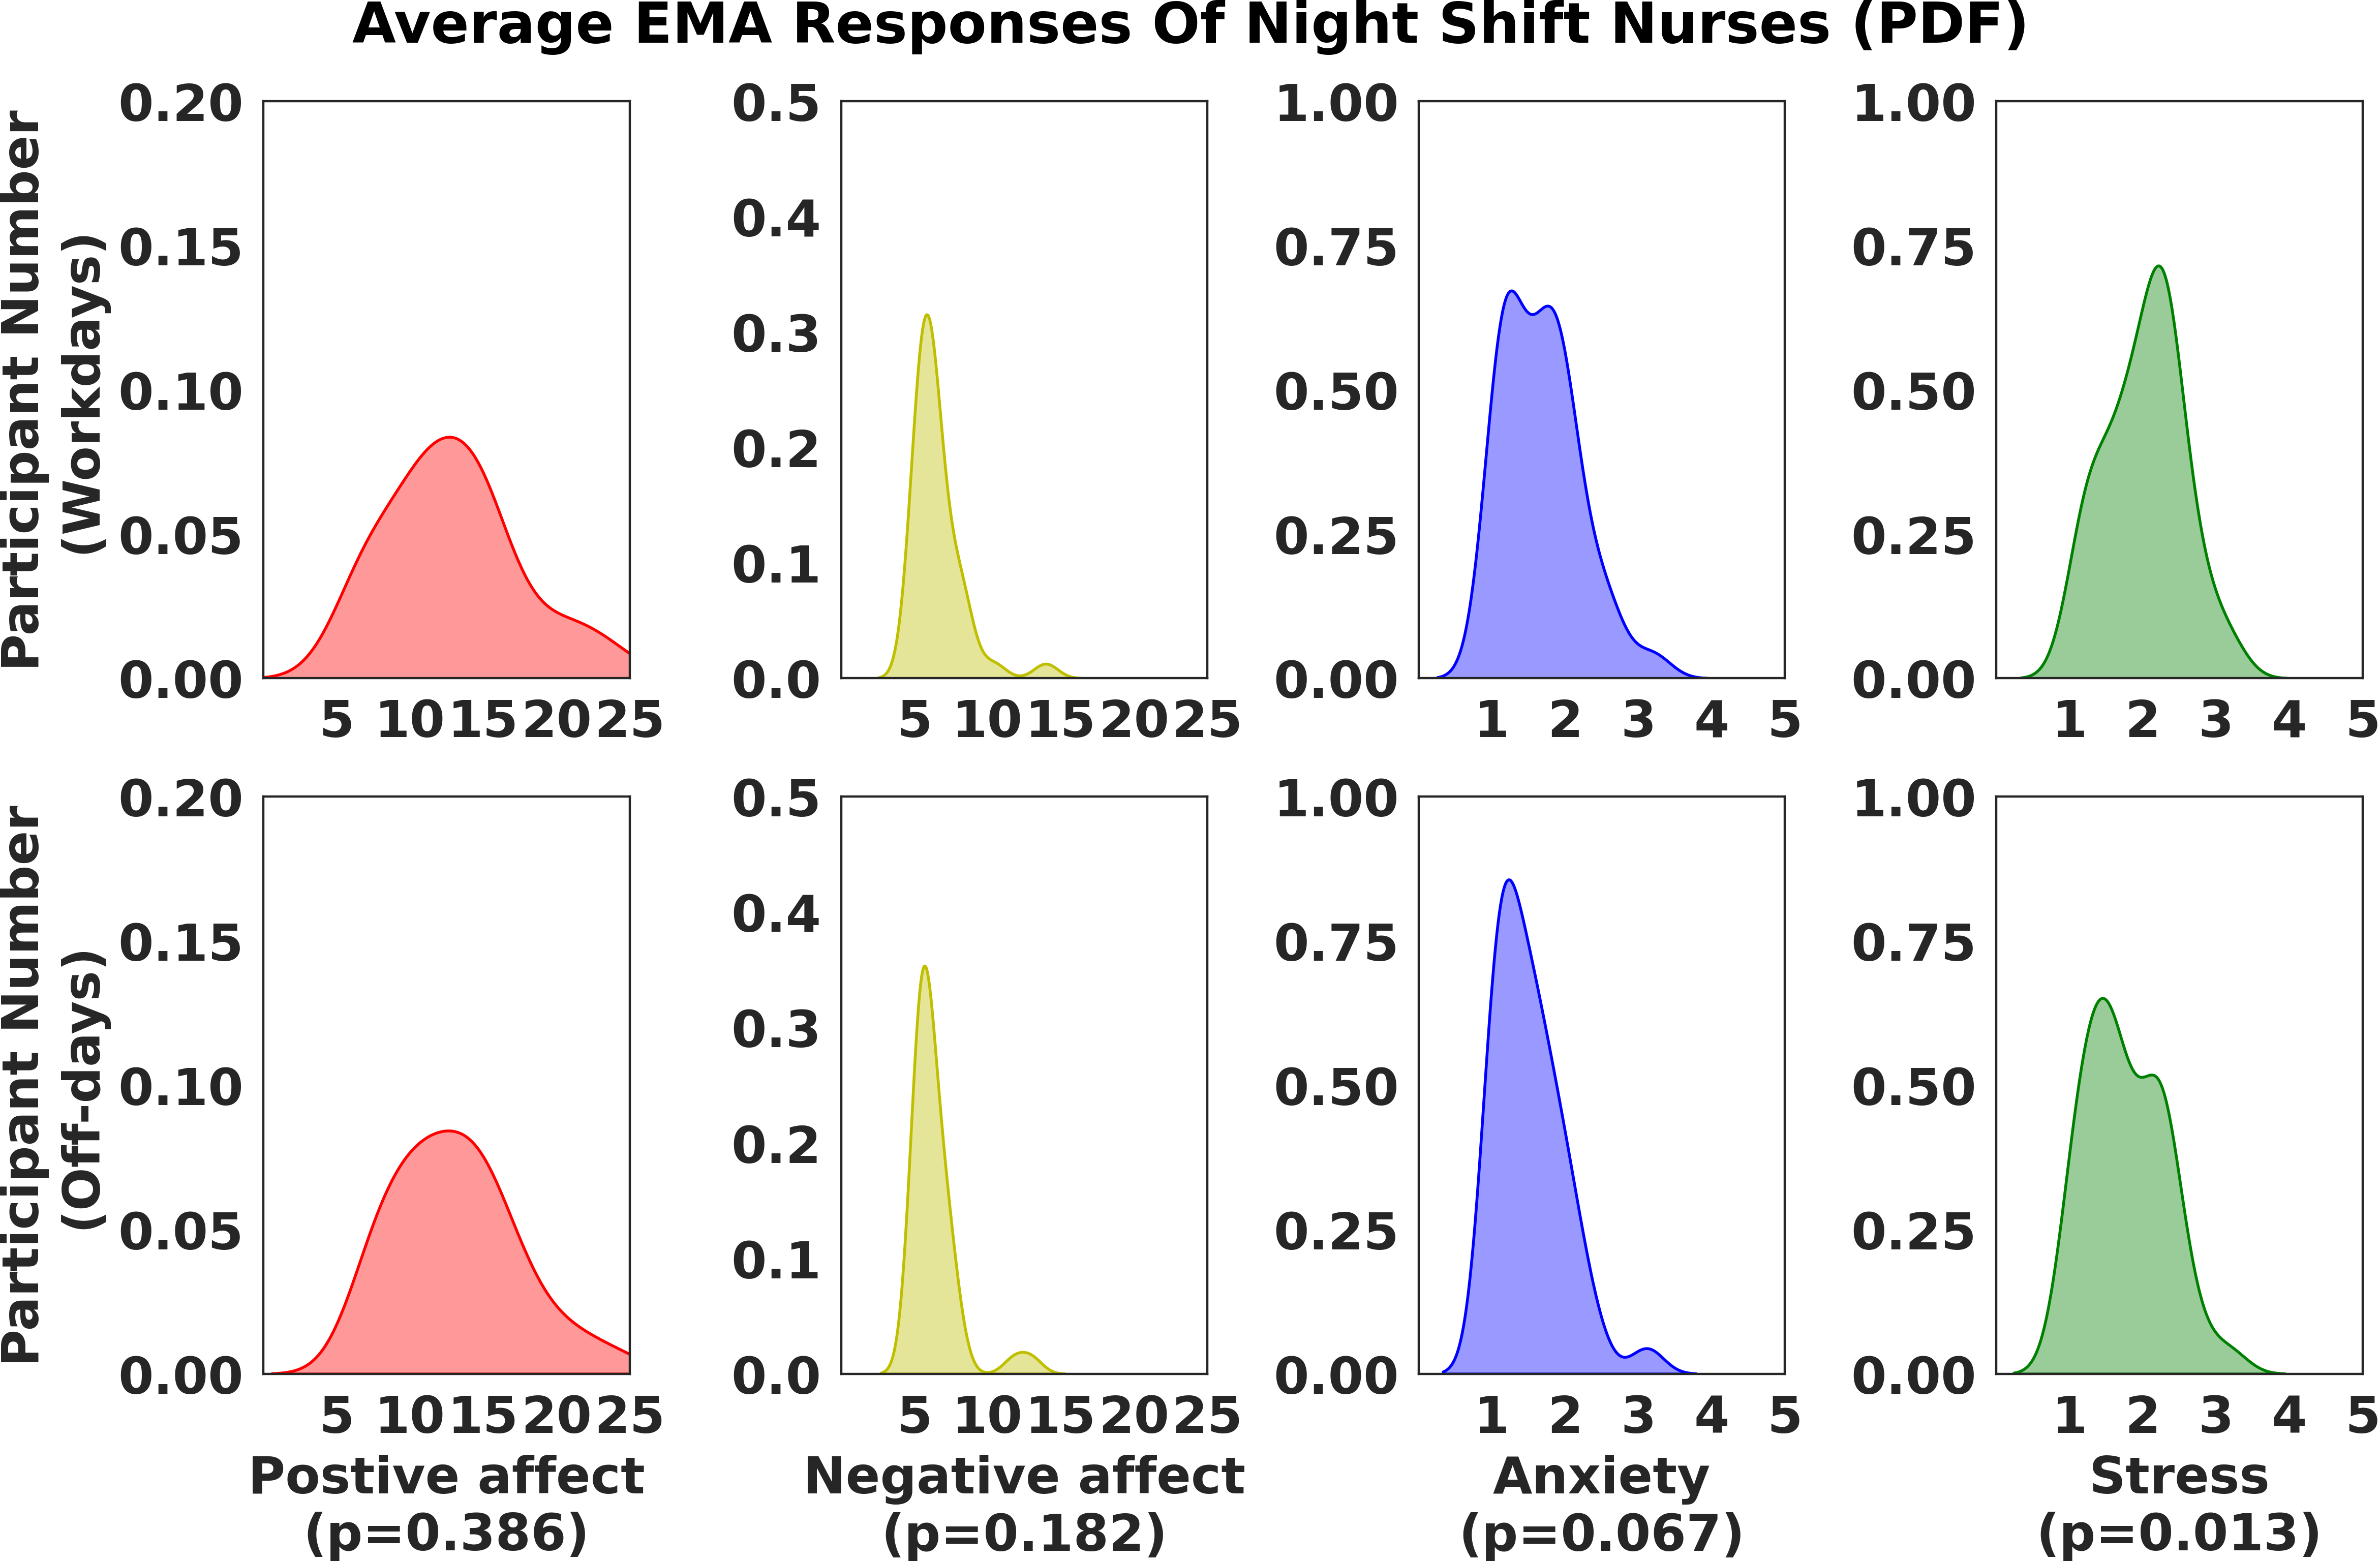 Average EMA Responses Of Night Shift Nurses (PDF)
Participant Number
(Workdays)
0.20
0.15
0.10
0.05
0.00
5 10 15 20 25
0.5
0.4
0.3
0.2
0.1
0.0
5 10 15 20 25
1.00
0.75
0.50
0.25
0.00
1 2 3 4 5
1.00
0.75
0.50
0.25
0.00
1 2 3 4 5
Participant Number
(Off-days)
0.20
0.15
0.10
0.05
0.00
5 10 15 20 25
Postive affect
(p=0.386)
0.5
0.4
0.3
0.2
0.1
0.0
5 10 15 20 25
Negative affect
(p=0.182)
1.00
0.75
0.50
0.25
0.00
1 2 3 4 5
Anxiety
(p=0.067)
1.00
0.75
0.50
0.25
0.00
1 2 3 4 5
Stress
(p=0.013)